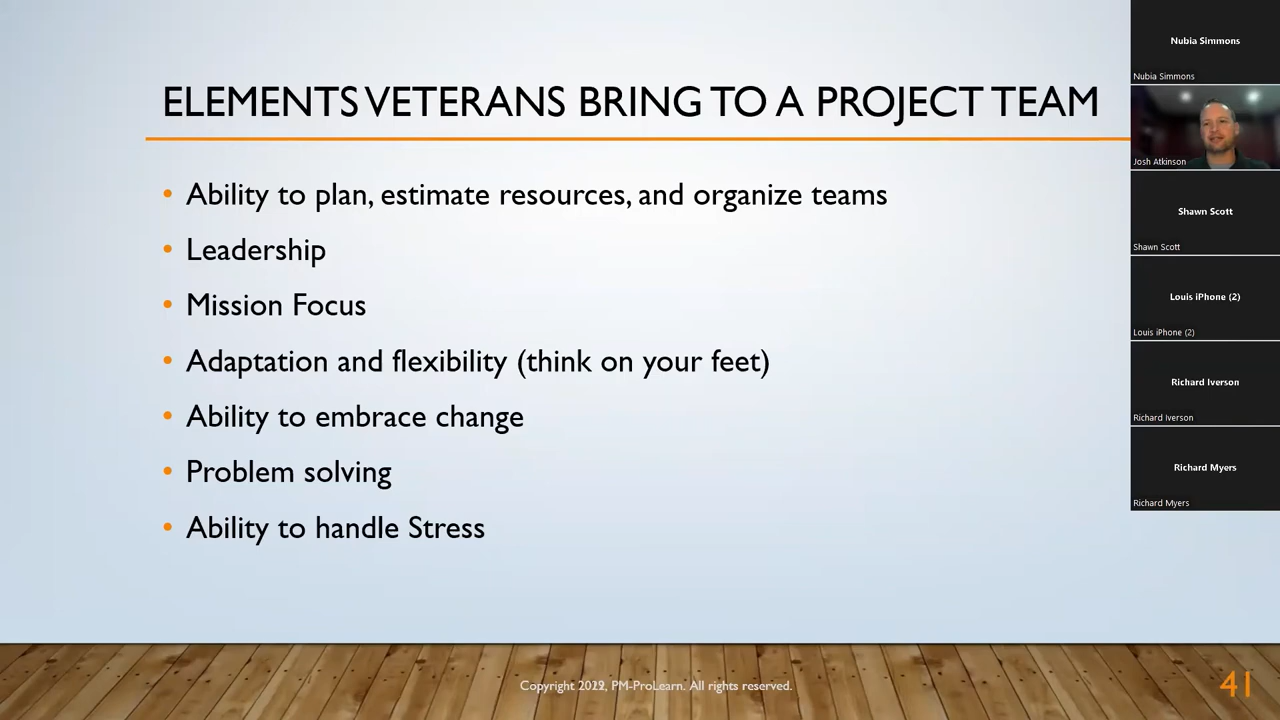 ELEMENTS VETERANS BRING TO A PROJECT TEAM
• Ability to plan, estimate resources, and organize teams
• Leadership
• Mission Focus
• Adaptation and flexibility (think on your feet)
• Ability to embrace change
• Problem solving
• Ability to handle Stress
Copyright PM-ProLearn. All rights reserved.
41
Nubia Simmons
Nubia Simmons
Josh Atkinson
Shawn Scott
Shawn Scott
Louis iPhone (2)
Louis iPhone (2)
Richard Iverson
Richard Iverson
Richard Myers
Richard Myers